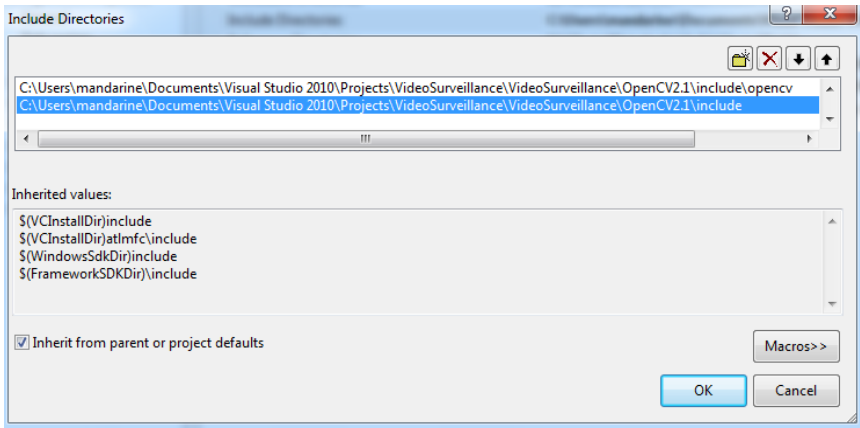 Include Directories
C:\Users\mandarine\Documents\Visual Studio 2010\Projects\VideoSurveillance\VideoSurveillance\OpenCV2.1\include\opencv
C:\Users\mandarine\Documents\Visual Studio 2010\Projects\VideoSurveillance\VideoSurveillance\OpenCV2.1\include
Inherited values:
$(VCInstallDir)include
$(VCInstallDir)atlmfc\include
$(WindowsSdkDir)include
$(FrameworkSDKDir)\include
Inherit from parent or project defaults
Macros>>
OK Cancel